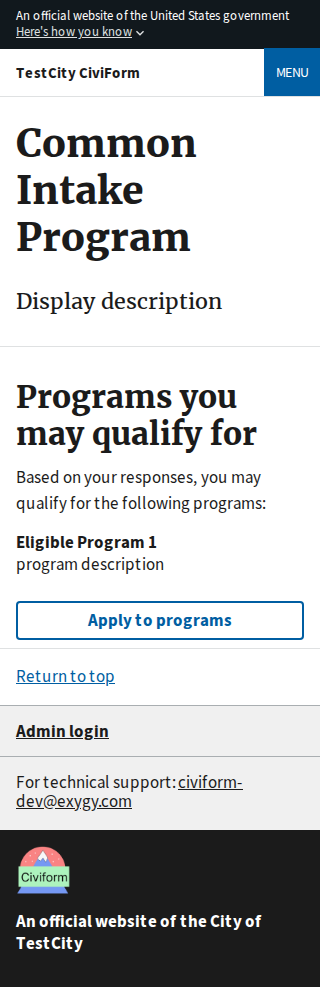 An official website of the United States government
Here's how you know
TestCity CiviForm
MENU
Common
Intake
Program
Display description
Programs you
may qualify for
Based on your responses, you may
qualify for the following programs:
Eligible Program 1
program description
Apply to programs
Return to top
Admin login
For technical support: civiform-
dev@exygy.com
Civiform
An official website of the City of
TestCity